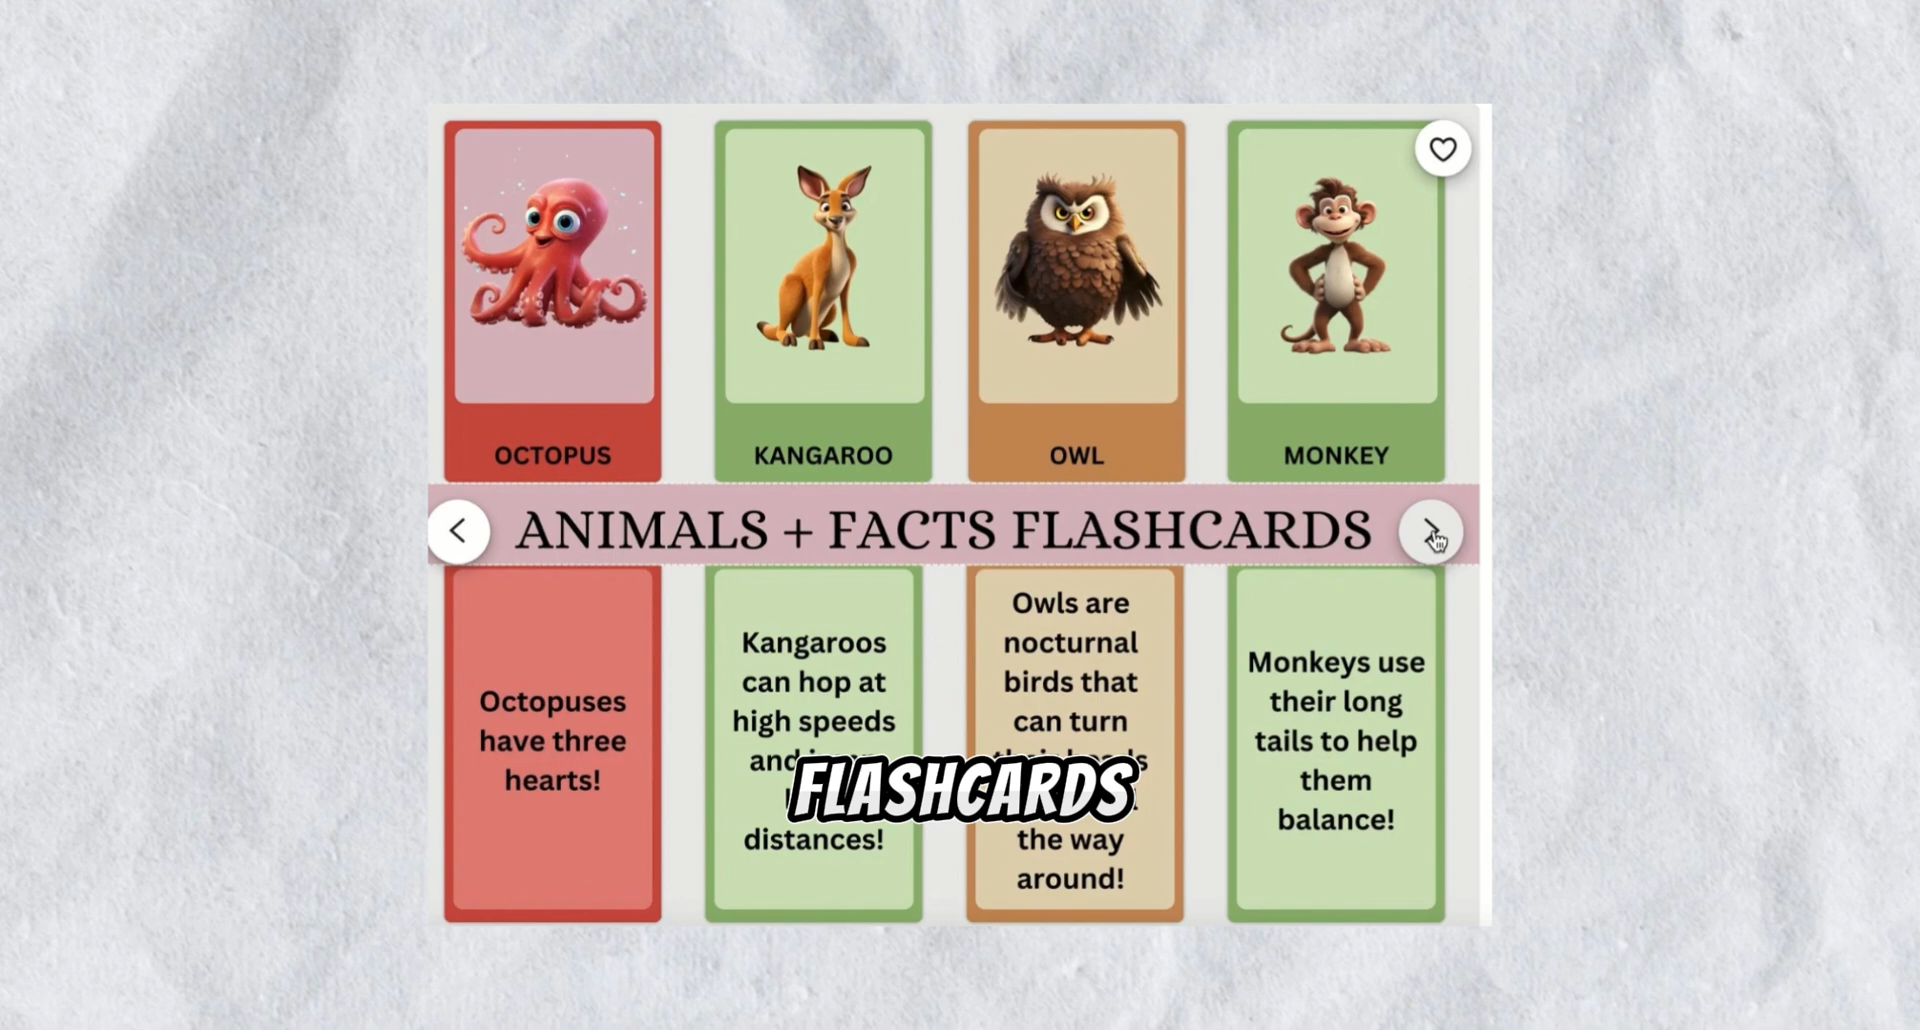 OCTOPUS
KANGAROO
OWL
MONKEY
ANIMALS + FACTS FLASHCARDS
Octopuses
have three
hearts!
Kangaroos
can hop at
high speeds
and
distances!
Owls are
nocturnal
birds that
can turn
the way
around!
Monkeys use
their long
tails to help
them
balance!
FLASHCARDS